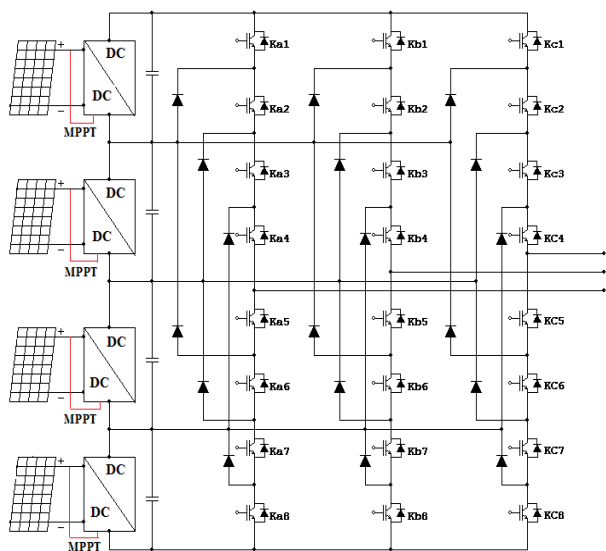 + DC Ka1 Kb1 Kc1
− DC Ka2 Kb2 Kc2
MPPT
+ DC Ka3 Kb3 Kc3
− DC Ka4 Kb4 KC4
MPPT
+ DC Ka5 Kb5 KC5
− DC Ka6 Kb6 KC6
MPPT
+ DC Ka7 Kb7 KC7
− DC Ka8 Kb8 KC8
MPPT